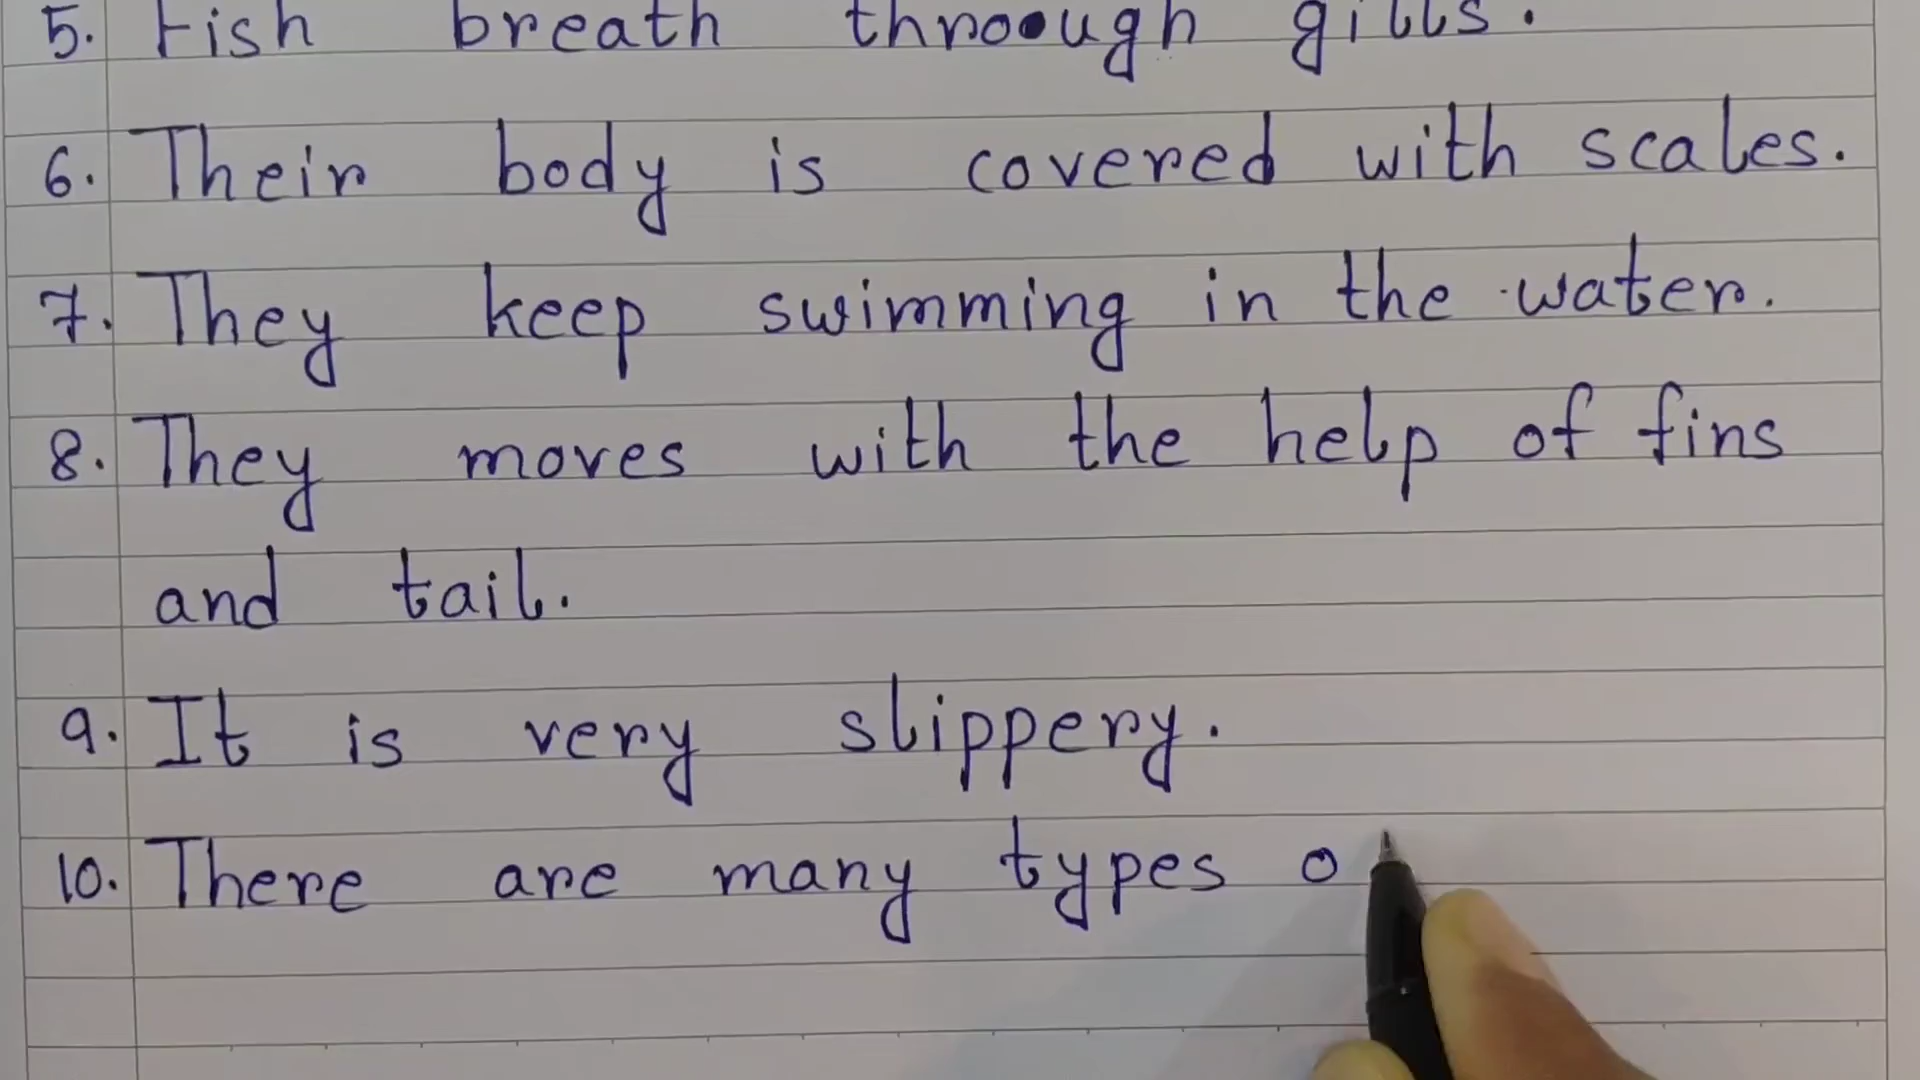 5. Fish breath through gills.
6. Their body is covered with scales.
7. They keep swimming in the water.
8. They moves with the help of fins
and tail.
9. It is very slippery.
10. There are many types o